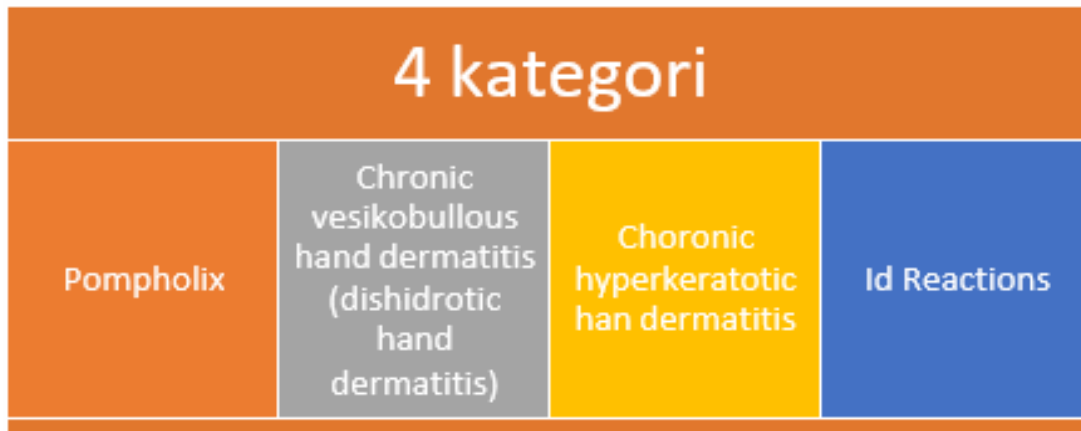 4 kategori
Pompholix
Chronic
vesikobullous
hand dermatitis
(dishidrotic
hand
dermatitis)
Choronic
hyperkeratotic
han dermatitis
Id Reactions